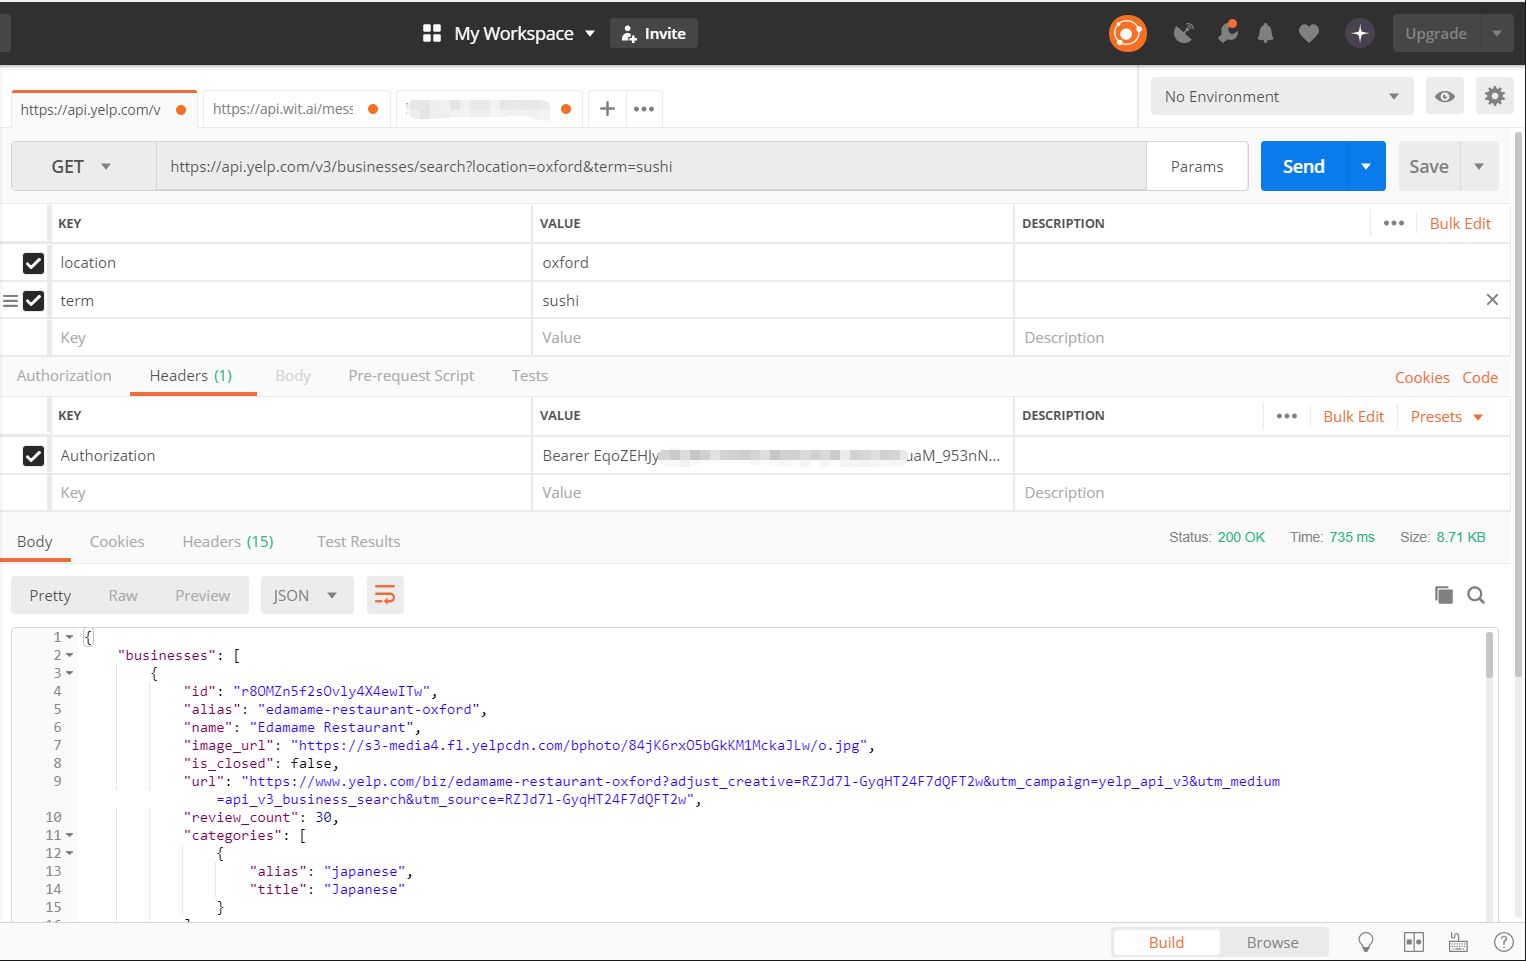 My Workspace
Invite
Upgrade
https://api.yelp.com/v
https://api.wit.ai/mess
No Environment
GET
https://api.yelp.com/v3/businesses/search?location=oxford&term=sushi
Params
Send
Save
KEY VALUE DESCRIPTION ••• Bulk Edit
location oxford
term sushi
Key Value Description
Authorization Headers (1) Body Pre-request Script Tests Cookies Code
KEY VALUE DESCRIPTION ••• Bulk Edit Presets
Authorization Bearer EqoZEHJy uaM_953nN...
Key Value Description
Body Cookies Headers (15) Test Results Status: 200 OK Time: 735 ms Size: 8.71 KB
Pretty Raw Preview JSON
1 {
2 "businesses": [
3 {
4 "id": "r8OMZn5f2sOvly4X4ewITw",
5 "alias": "edamame-restaurant-oxford",
6 "name": "Edamame Restaurant",
7 "image_url": "https://s3-media4.fl.yelpcdn.com/bphoto/84jK6rxO5bGkKM1MckaJLw/o.jpg",
8 "is_closed": false,
9 "url": "https://www.yelp.com/biz/edamame-restaurant-oxford?adjust_creative=RZJd7l-GyqHT24F7dQFT2w&utm_campaign=yelp_api_v3&utm_medium
=api_v3_business_search&utm_source=RZJd7l-GyqHT24F7dQFT2w",
10 "review_count": 30,
11 "categories": [
12 {
13 "alias": "japanese",
14 "title": "Japanese"
15 }
Build Browse